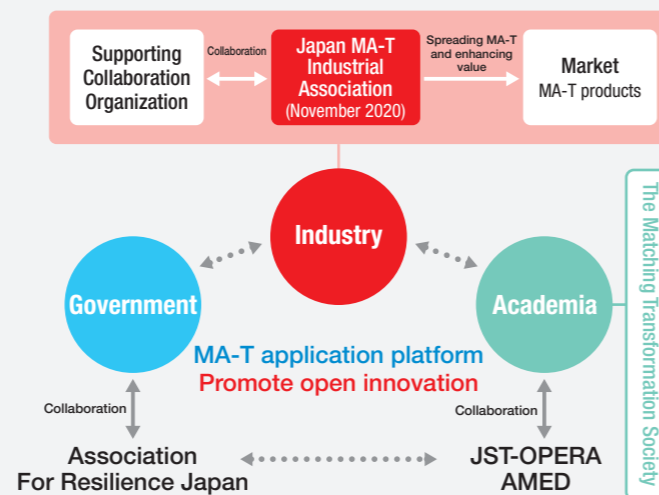 Supporting
Collaboration
Organization
Collaboration
Japan MA-T
Industrial
Association
(November 2020)
Spreading MA-T
and enhancing
value
Market
MA-T products
Industry
Government
Academia
The Matching Transformation Society
MA-T application platform
Promote open innovation
Collaboration
Collaboration
Association
For Resilience Japan
JST-OPERA
AMED